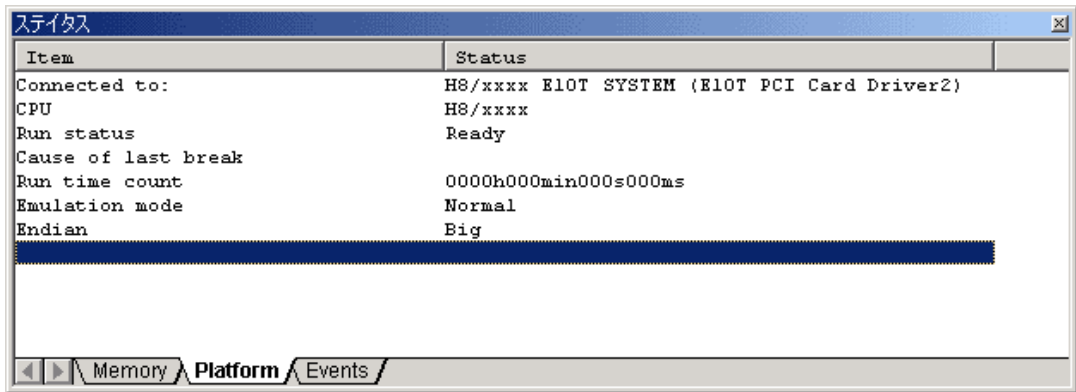 ステイタス
Item Status
Connected to: H8/xxxx E10T SYSTEM (E10T PCI Card Driver2)
CPU H8/xxxx
Run status Ready
Cause of last break
Run time count 0000h000min000s000ms
Emulation mode Normal
Endian Big
Memory Platform Events